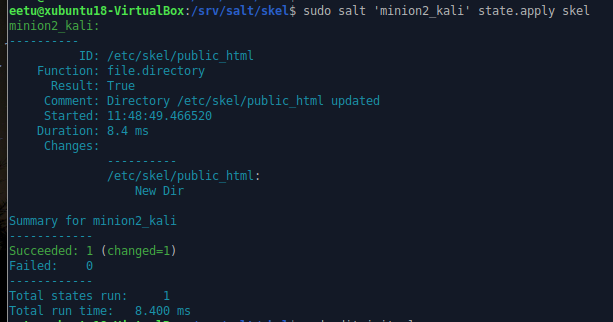 eetu@xubuntu18-VirtualBox:/srv/salt/skel$ sudo salt 'minion2_kali' state.apply skel
minion2_kali:
----------
          ID: /etc/skel/public_html
    Function: file.directory
      Result: True
     Comment: Directory /etc/skel/public_html updated
     Started: 11:48:49.466520
    Duration: 8.4 ms
     Changes:
              ----------
              /etc/skel/public_html:
                  New Dir

Summary for minion2_kali
------------
Succeeded: 1 (changed=1)
Failed:    0
------------
Total states run:     1
Total run time:   8.400 ms